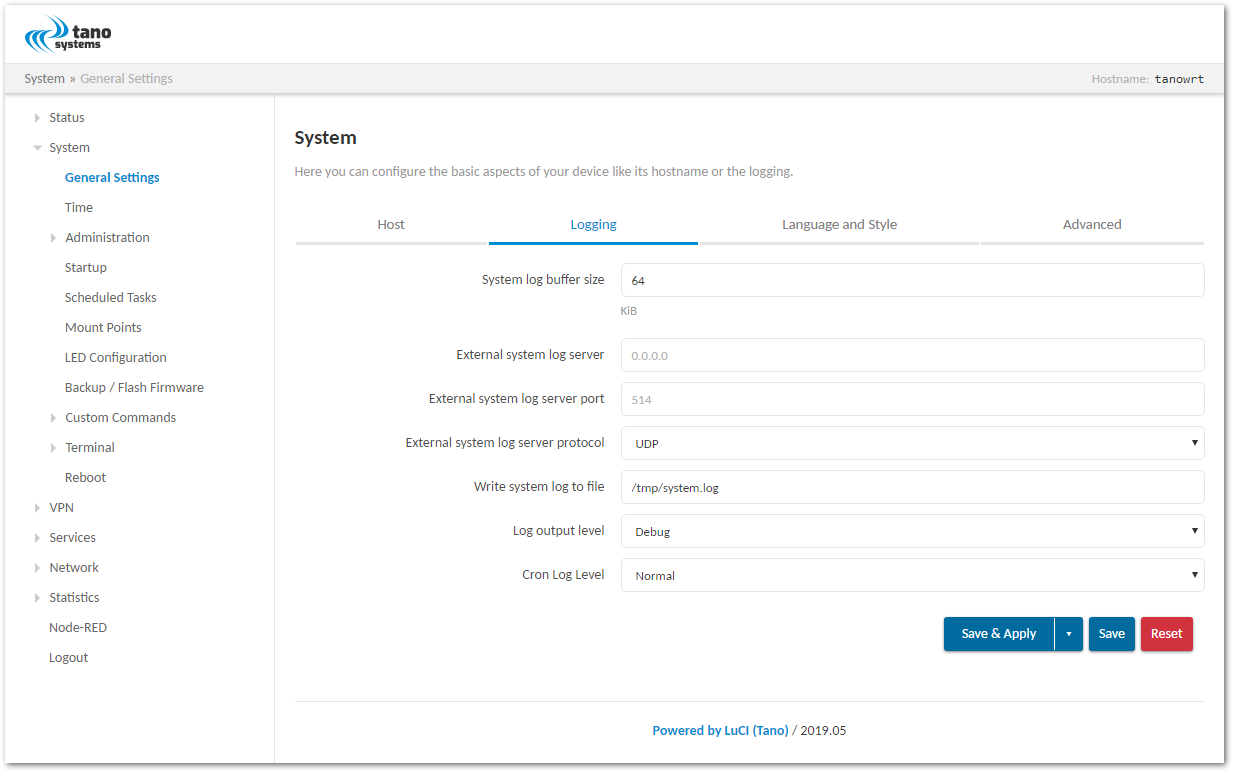 tano
systems
System » General Settings
Hostname: tanowrt
Status
System
General Settings
Time
Administration
Startup
Scheduled Tasks
Mount Points
LED Configuration
Backup / Flash Firmware
Custom Commands
Terminal
Reboot
VPN
Services
Network
Statistics
Node-RED
Logout
System
Here you can configure the basic aspects of your device like its hostname or the logging.
Host Logging Language and Style Advanced
System log buffer size 64
KiB
External system log server 0.0.0.0
External system log server port 514
External system log server protocol UDP
Write system log to file /tmp/system.log
Log output level Debug
Cron Log Level Normal
Save & Apply Save Reset
Powered by LuCI (Tano) / 2019.05